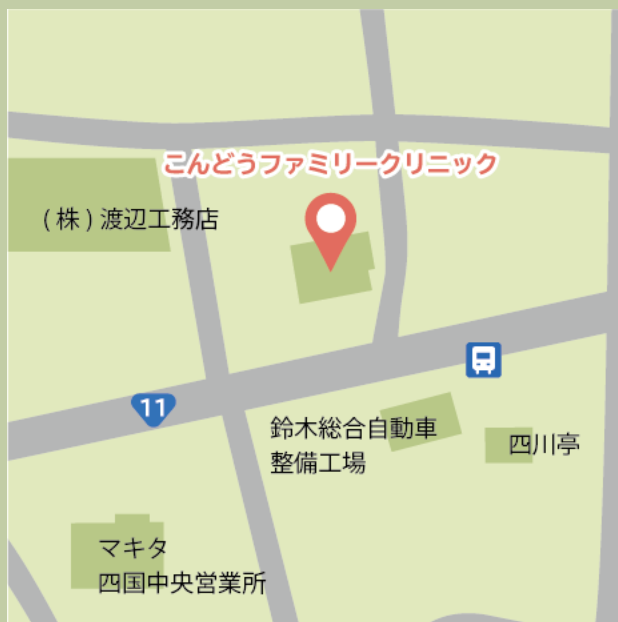 こんどうファミリークリニック
(株)渡辺工務店
11
鈴木総合自動車
整備工場
四川亭
マキタ
四国中央営業所